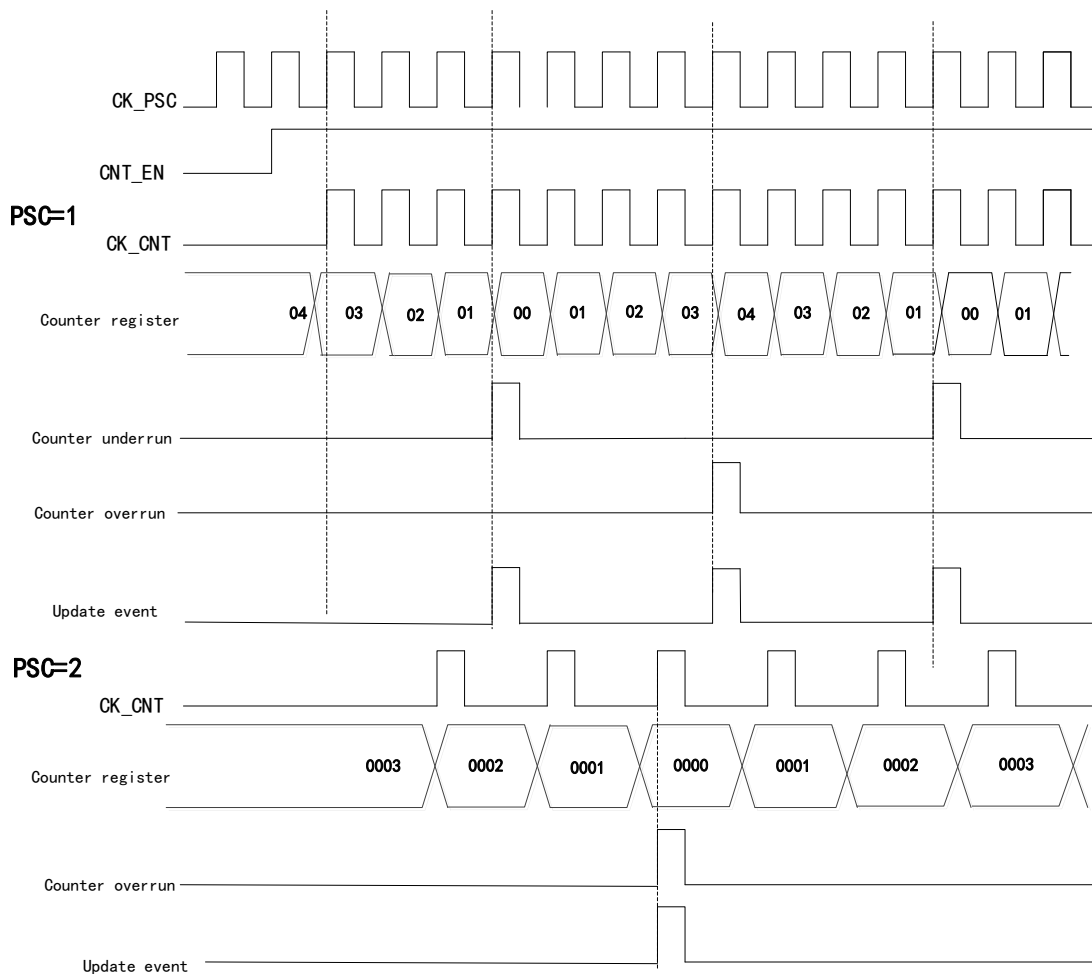 CK_PSC
CNT_EN
PSC=1
CK_CNT
Counter register 04 03 02 01 00 01 02 03 04 03 02 01 00 01
Counter underrun
Counter overrun
Update event
PSC=2
CK_CNT
Counter register 0003 0002 0001 0000 0001 0002 0003
Counter overrun
Update event